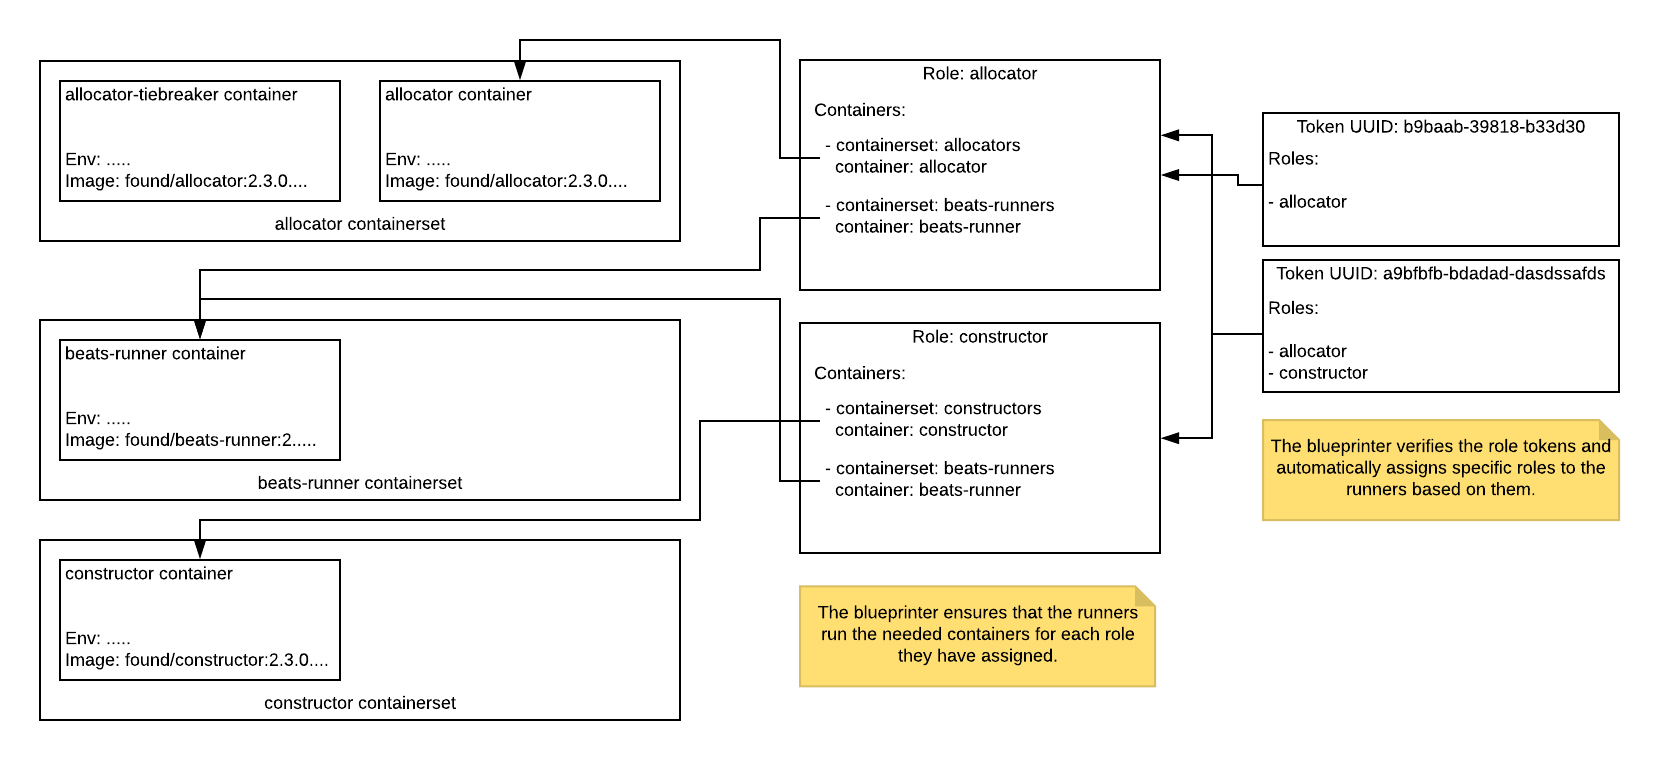 allocator-tiebreaker container
Env: .....
Image: found/allocator:2.3.0....
allocator container
Env: .....
Image: found/allocator:2.3.0....
allocator containerset
beats-runner container
Env: .....
Image: found/beats-runner:2.....
beats-runner containerset
constructor container
Env: .....
Image: found/constructor:2.3.0....
constructor containerset
Role: allocator
Containers:
- containerset: allocators
container: allocator
- containerset: beats-runners
container: beats-runner
Role: constructor
Containers:
- containerset: constructors
container: constructor
- containerset: beats-runners
container: beats-runner
The blueprinter ensures that the runners
run the needed containers for each role
they have assigned.
Token UUID: b9baab-39818-b33d30
Roles:
- allocator
Token UUID: a9bfbfb-bdadad-dasdssafds
Roles:
- allocator
- constructor
The blueprinter verifies the role tokens and
automatically assigns specific roles to the
runners based on them.